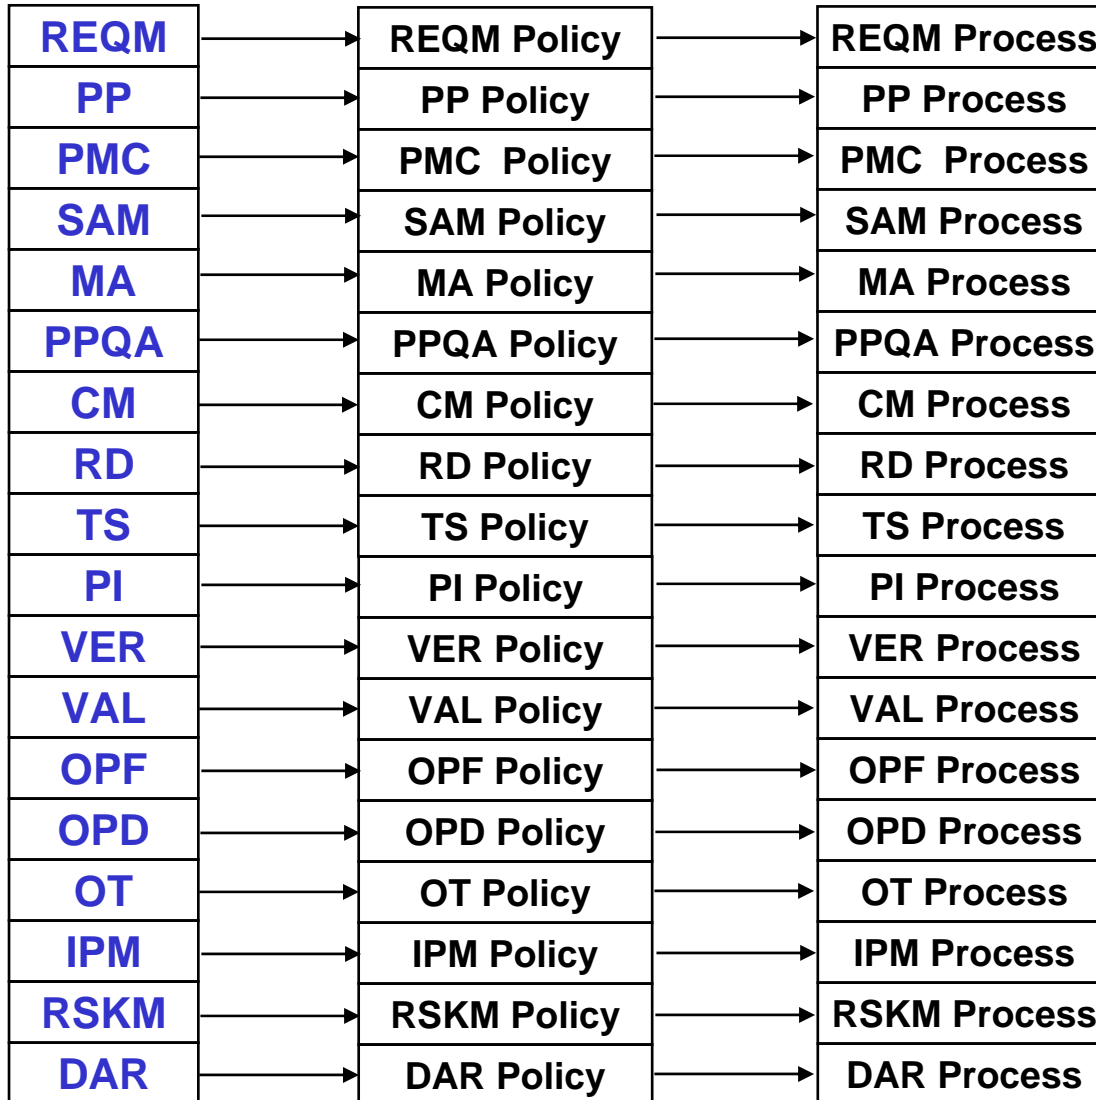 REQM REQM Policy REQM Process
PP PP Policy PP Process
PMC PMC Policy PMC Process
SAM SAM Policy SAM Process
MA MA Policy MA Process
PPQA PPQA Policy PPQA Process
CM CM Policy CM Process
RD RD Policy RD Process
TS TS Policy TS Process
PI PI Policy PI Process
VER VER Policy VER Process
VAL VAL Policy VAL Process
OPF OPF Policy OPF Process
OPD OPD Policy OPD Process
OT OT Policy OT Process
IPM IPM Policy IPM Process
RSKM RSKM Policy RSKM Process
DAR DAR Policy DAR Process